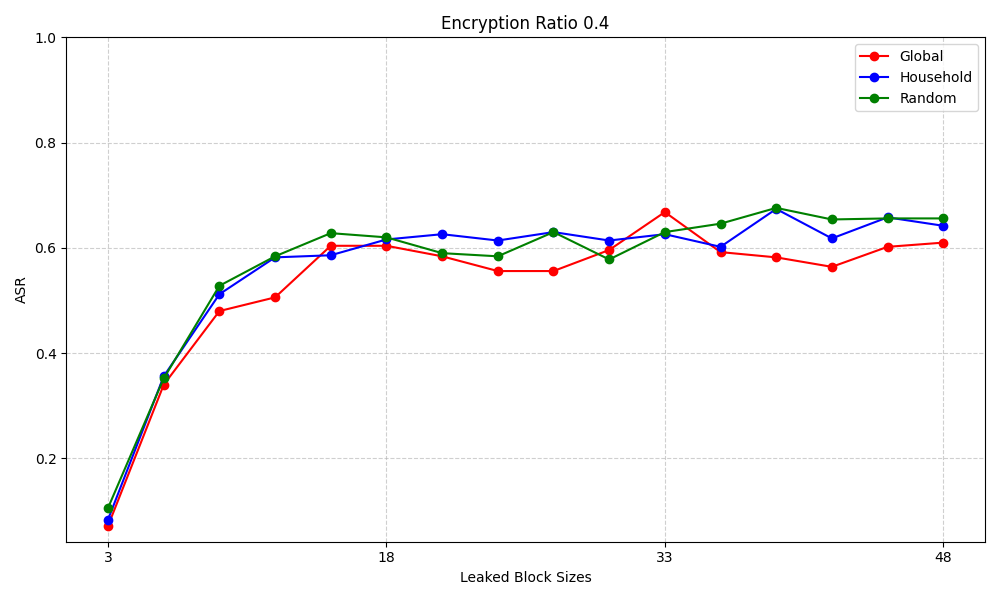 Encryption Ratio 0.4
1.0
0.8
0.6
0.4
0.2
ASR
Global
Household
Random
3 18 33 48
Leaked Block Sizes